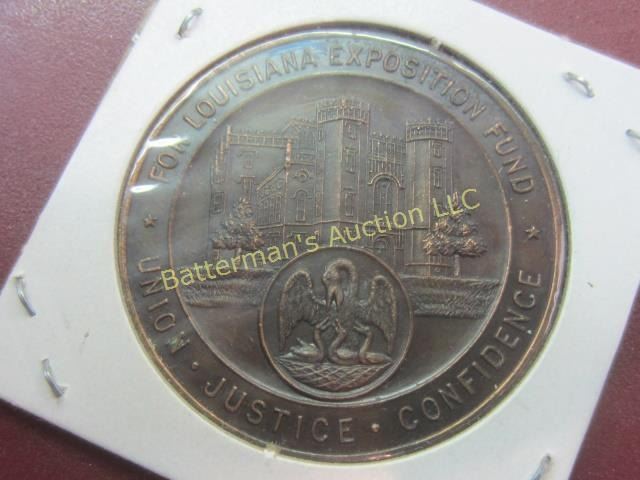 ★ FOR LOUISIANA EXPOSITION FUND ★
UNION · JUSTICE · CONFIDENCE
Batterman's Auction LLC